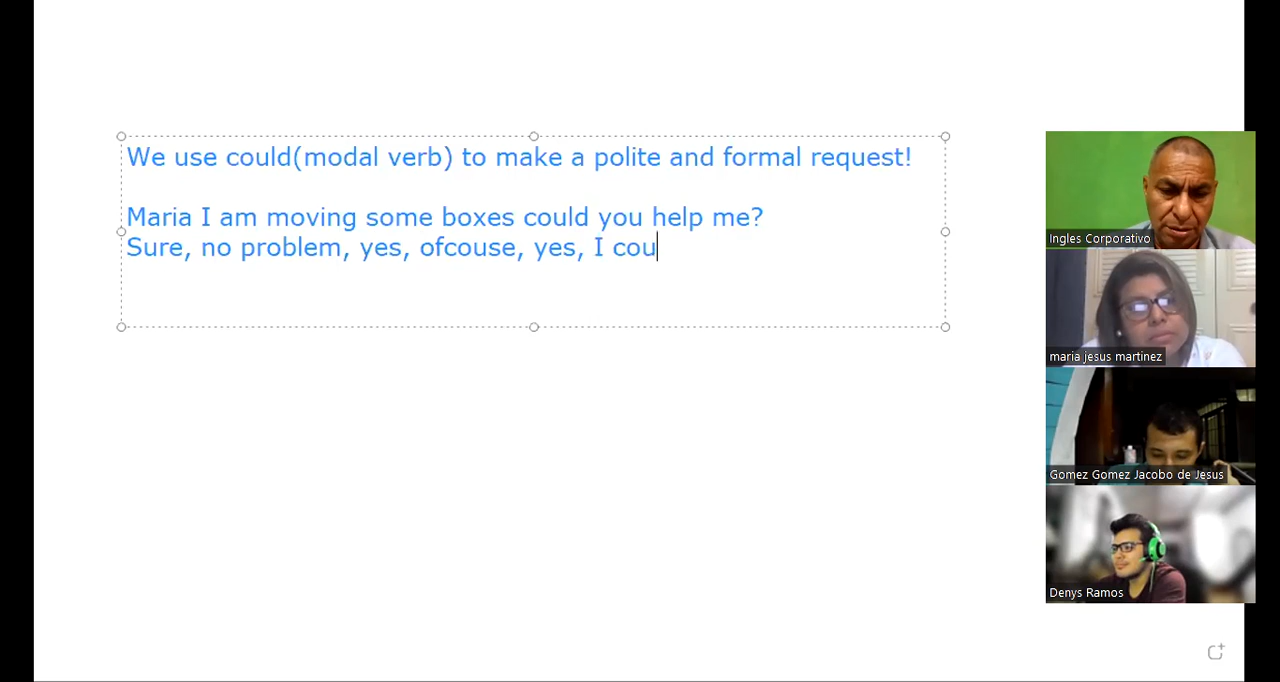 We use could(modal verb) to make a polite and formal request!
Maria I am moving some boxes could you help me?
Sure, no problem, yes, ofcouse, yes, I cou
Ingles Corporativo
maria jesus martinez
Gomez Gomez Jacobo de Jesus
Denys Ramos